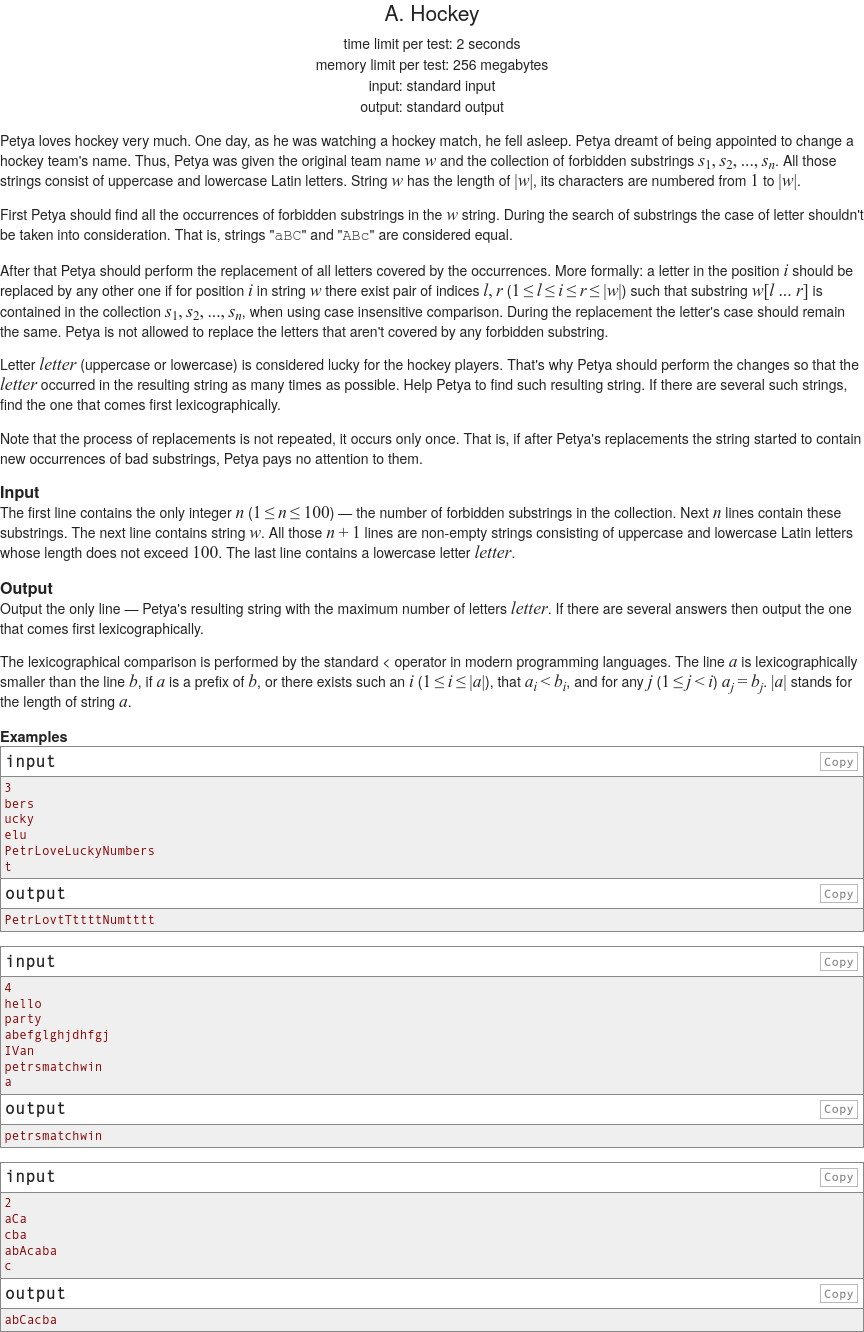 A. Hockey
time limit per test: 2 seconds
memory limit per test: 256 megabytes
input: standard input
output: standard output
Petya loves hockey very much. One day, as he was watching a hockey match, he fell asleep. Petya dreamt of being appointed to change a
hockey team's name. Thus, Petya was given the original team name w and the collection of forbidden substrings s1, s2, ..., sn. All those
strings consist of uppercase and lowercase Latin letters. String w has the length of |w|, its characters are numbered from 1 to |w|.
First Petya should find all the occurrences of forbidden substrings in the w string. During the search of substrings the case of letter shouldn't
be taken into consideration. That is, strings "aBC" and "ABc" are considered equal.
After that Petya should perform the replacement of all letters covered by the occurrences. More formally: a letter in the position i should be
replaced by any other one if for position i in string w there exist pair of indices l, r (1 ≤ l ≤ i ≤ r ≤ |w|) such that substring w[l ... r] is
contained in the collection s1, s2, ..., sn, when using case insensitive comparison. During the replacement the letter's case should remain
the same. Petya is not allowed to replace the letters that aren't covered by any forbidden substring.
Letter letter (uppercase or lowercase) is considered lucky for the hockey players. That's why Petya should perform the changes so that the
letter occurred in the resulting string as many times as possible. Help Petya to find such resulting string. If there are several such strings,
find the one that comes first lexicographically.
Note that the process of replacements is not repeated, it occurs only once. That is, if after Petya's replacements the string started to contain
new occurrences of bad substrings, Petya pays no attention to them.
Input
The first line contains the only integer n (1 ≤ n ≤ 100) — the number of forbidden substrings in the collection. Next n lines contain these
substrings. The next line contains string w. All those n + 1 lines are non-empty strings consisting of uppercase and lowercase Latin letters
whose length does not exceed 100. The last line contains a lowercase letter letter.
Output
Output the only line — Petya's resulting string with the maximum number of letters letter. If there are several answers then output the one
that comes first lexicographically.
The lexicographical comparison is performed by the standard < operator in modern programming languages. The line a is lexicographically
smaller than the line b, if a is a prefix of b, or there exists such an i (1 ≤ i ≤ |a|), that ai < bi, and for any j (1 ≤ j < i) aj = bj. |a| stands for
the length of string a.
Examples
input Copy
3
bers
ucky
elu
PetrLoveLuckyNumbers
t
output Copy
PetrLovtTttttNumtttt
input Copy
4
hello
party
abefglghjdhfgj
IVan
petrsmatchwin
a
output Copy
petrsmatchwin
input Copy
2
aCa
cba
abAcaba
c
output Copy
abCacba